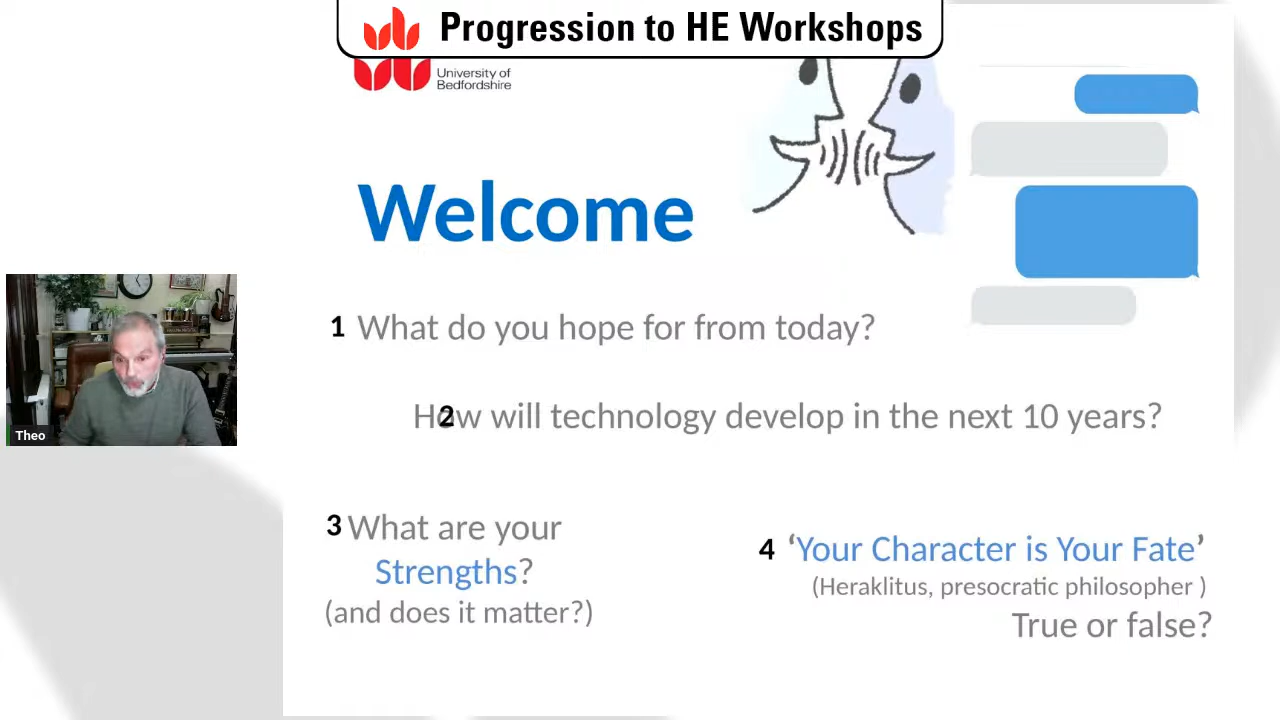 Progression to HE Workshops
University of
Bedfordshire
Welcome
1 What do you hope for from today?
2 How will technology develop in the next 10 years?
3 What are your
Strengths?
(and does it matter?)
4 ‘Your Character is Your Fate’
(Heraklitus, presocratic philosopher )
True or false?
Theo